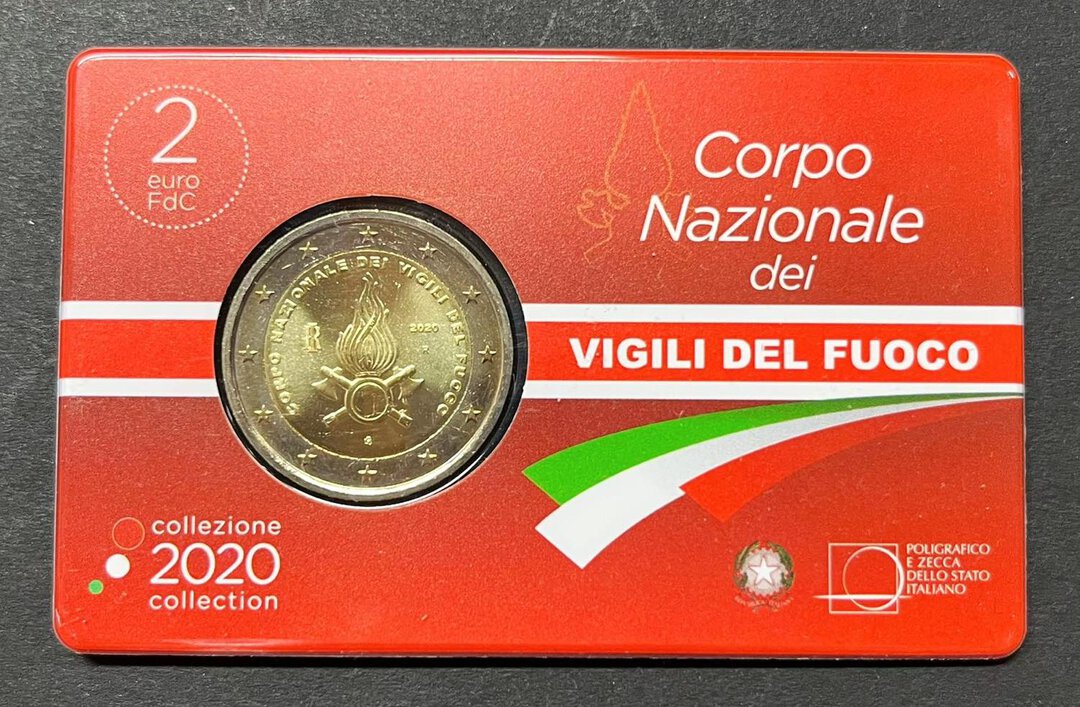 2
euro
FdC
Corpo
Nazionale
dei
VIGILI DEL FUOCO
CORPO NAZIONALE DEI VIGILI DEL FUOCO
RI
2020
R
collezione
2020
collection
POLIGRAFICO
E ZECCA
DELLO STATO
ITALIANO